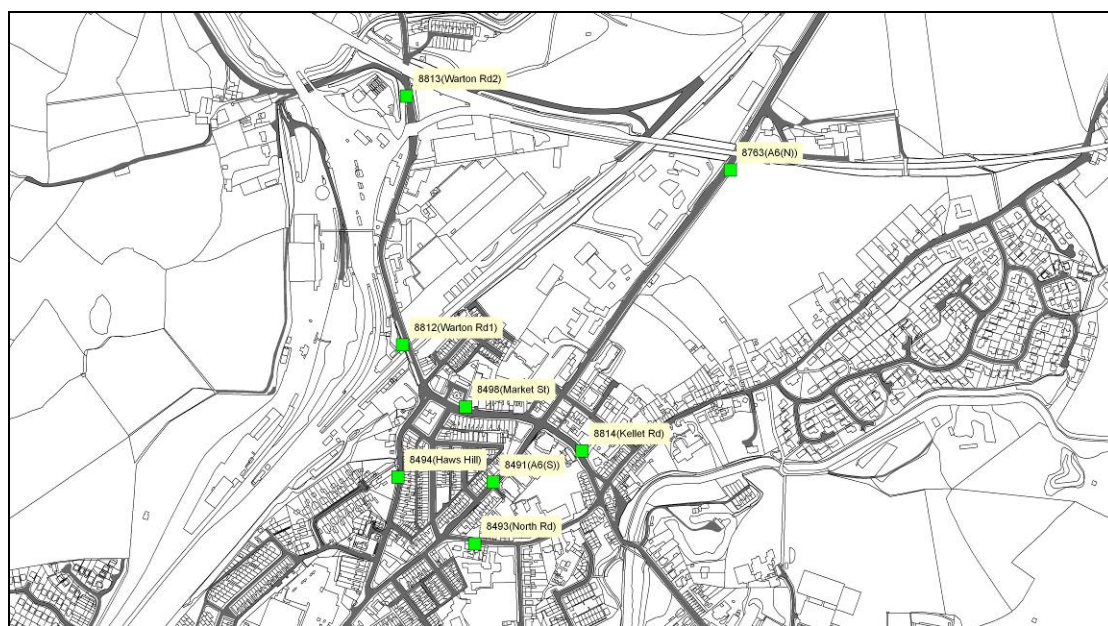 8813(Warton Rd2)
8763(A6(N))
8812(Warton Rd1)
8498(Market St)
8814(Kellet Rd)
8494(Haws Hill)
8491(A6(S))
8493(North Rd)